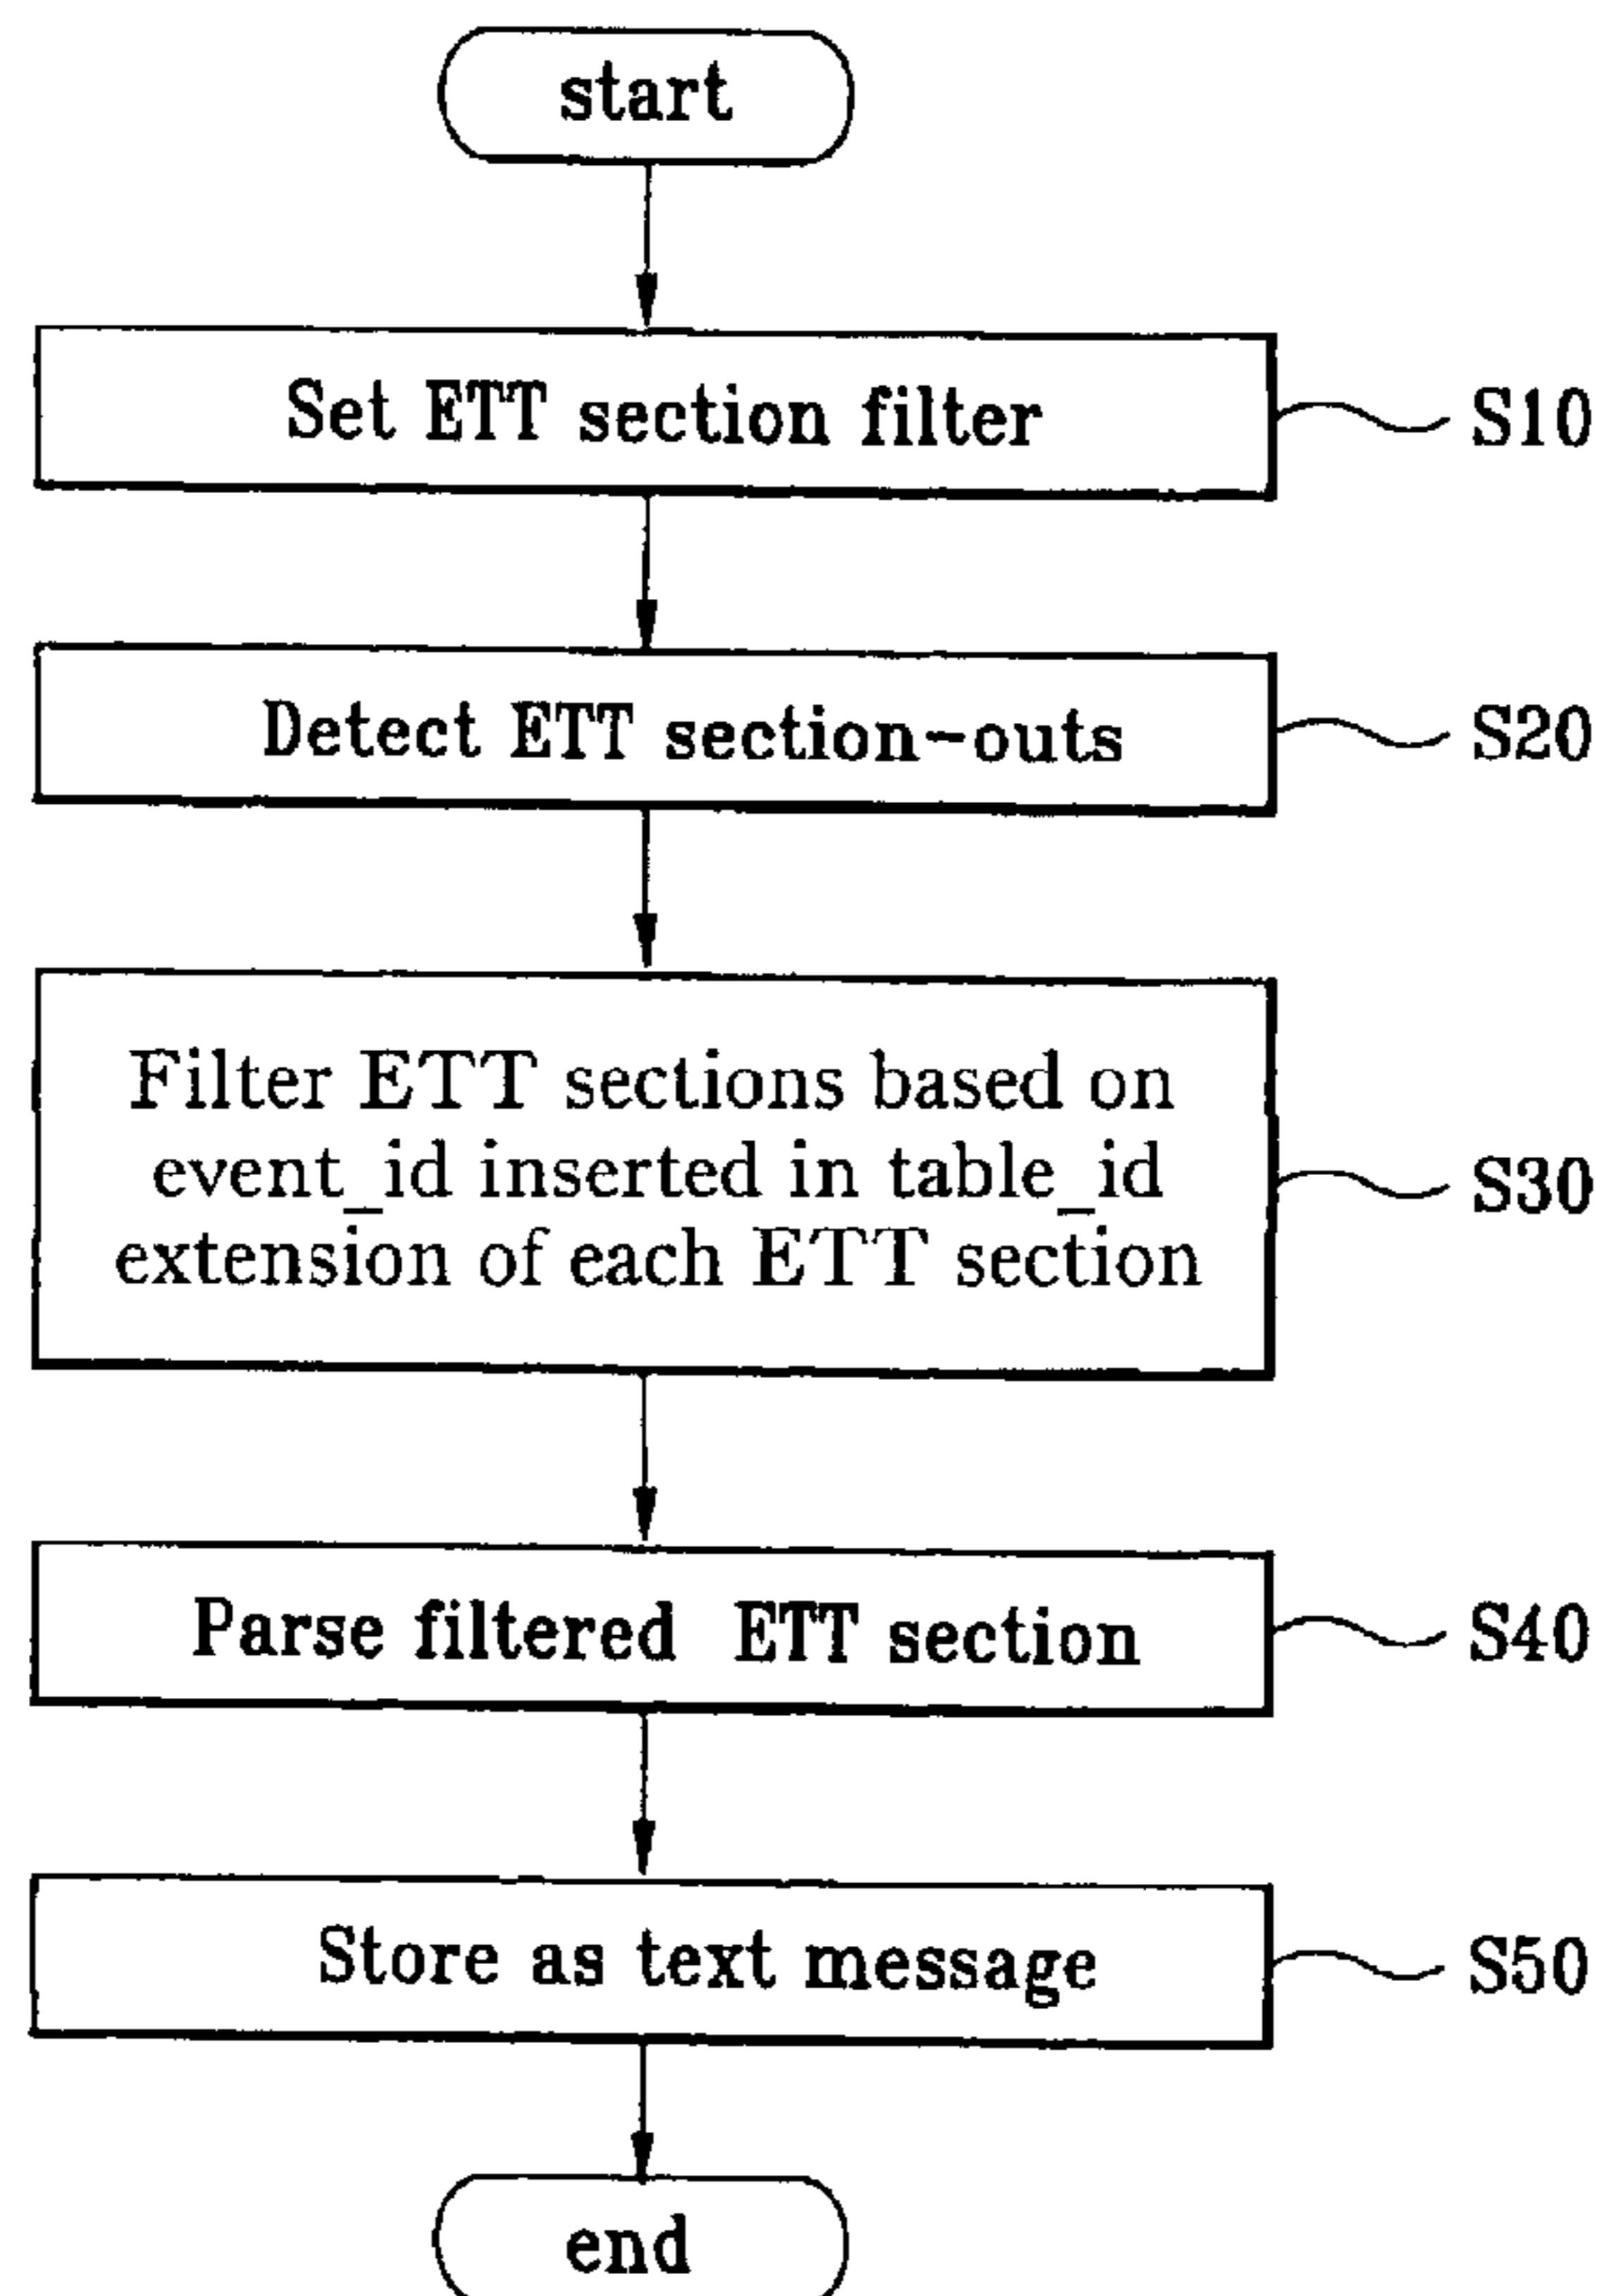 start
Set ETT section filter
S10
Detect ETT section-outs
S20
Filter ETT sections based on
event_id inserted in table_id
extension of each ETT section
S30
Parse filtered ETT section
S40
Store as text message
S50
end